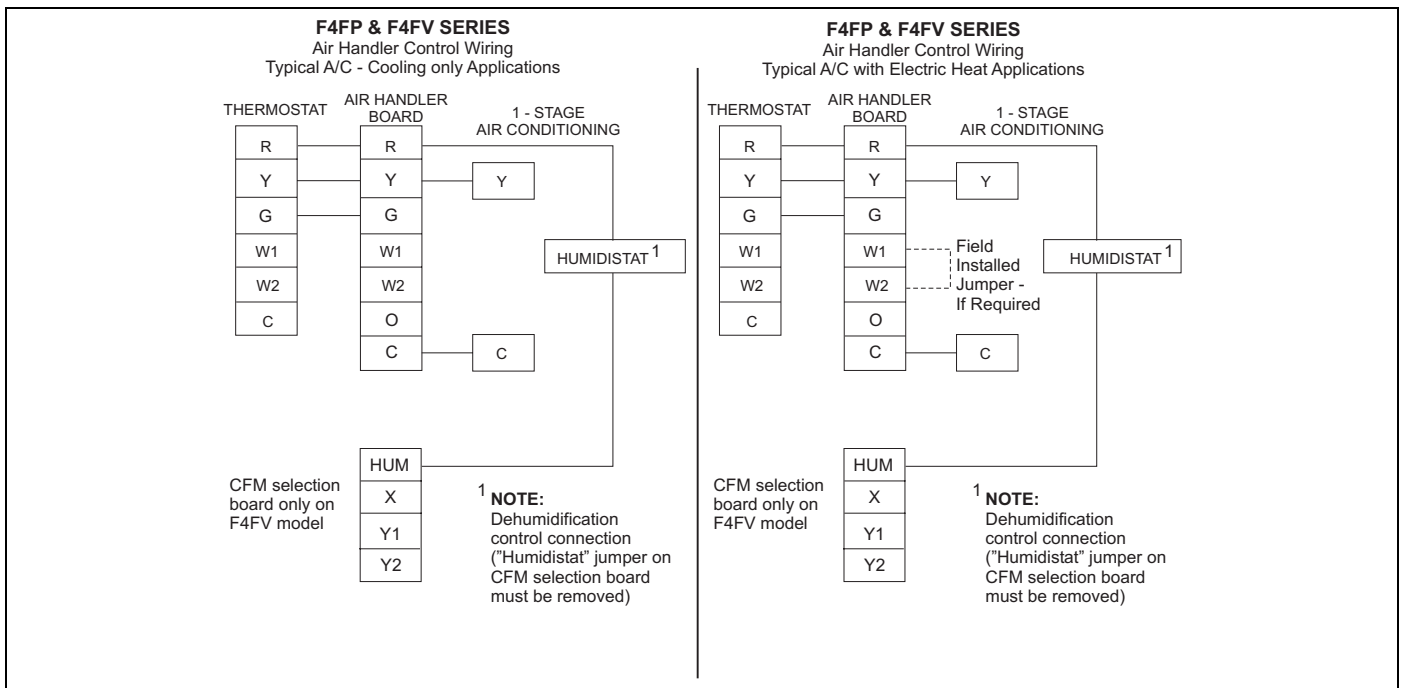 F4FP & F4FV SERIES
Air Handler Control Wiring
Typical A/C - Cooling only Applications
THERMOSTAT
AIR HANDLER
BOARD
1 - STAGE
AIR CONDITIONING
R
R
Y
Y
Y
G
G
W1
W1
HUMIDISTAT 1
W2
W2
C
O
C
C
CFM selection
board only on
F4FV model
HUM
X
Y1
Y2
1 NOTE:
Dehumidification
control connection
("Humidistat" jumper on
CFM selection board
must be removed)
F4FP & F4FV SERIES
Air Handler Control Wiring
Typical A/C with Electric Heat Applications
THERMOSTAT
AIR HANDLER
BOARD
1 - STAGE
AIR CONDITIONING
R
R
Y
Y
Y
G
G
W1
W1
W2
W2
Field
Installed
Jumper -
If Required
HUMIDISTAT 1
C
O
C
C
CFM selection
board only on
F4FV model
HUM
X
Y1
Y2
1 NOTE:
Dehumidification
control connection
("Humidistat" jumper on
CFM selection board
must be removed)